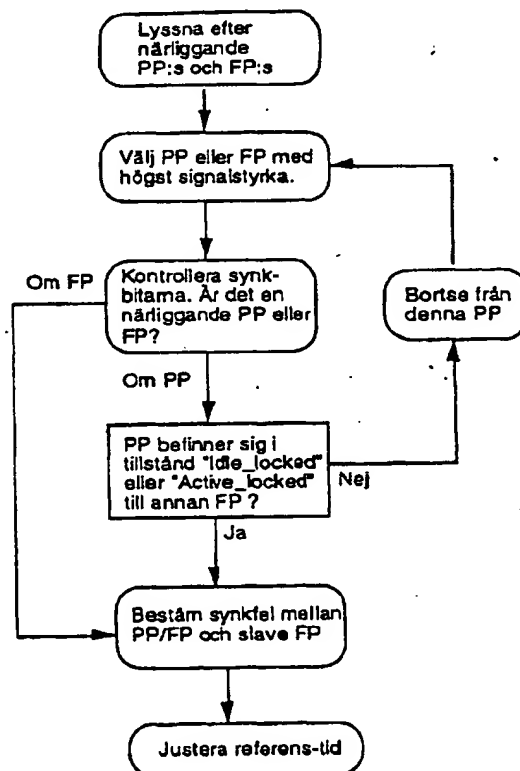 Lyssna efter
närliggande
PP:s och FP:s
Välj PP eller FP med
högst signalstyrka.
Om FP
Kontrollera synk-
bitarna. Är det en
närliggande PP eller
FP?
Bortse från
denna PP
Om PP
PP befinner sig i
tillstånd "Idle_locked"
eller "Active_locked"
till annan FP ?
Nej
Ja
Bestäm synkfel mellan
PP/FP och slave FP
Justera referens-tid